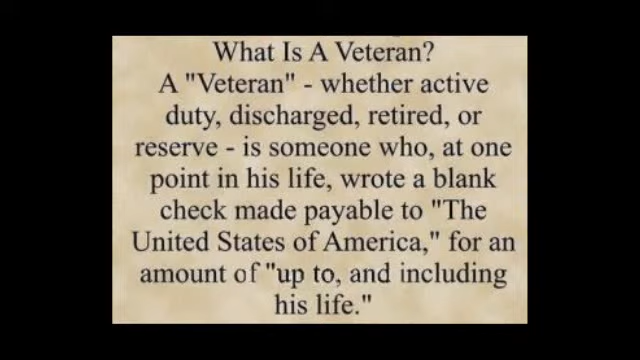 What Is A Veteran?
A "Veteran" - whether active
duty, discharged, retired, or
reserve - is someone who, at one
point in his life, wrote a blank
check made payable to "The
United States of America," for an
amount of "up to, and including
his life."